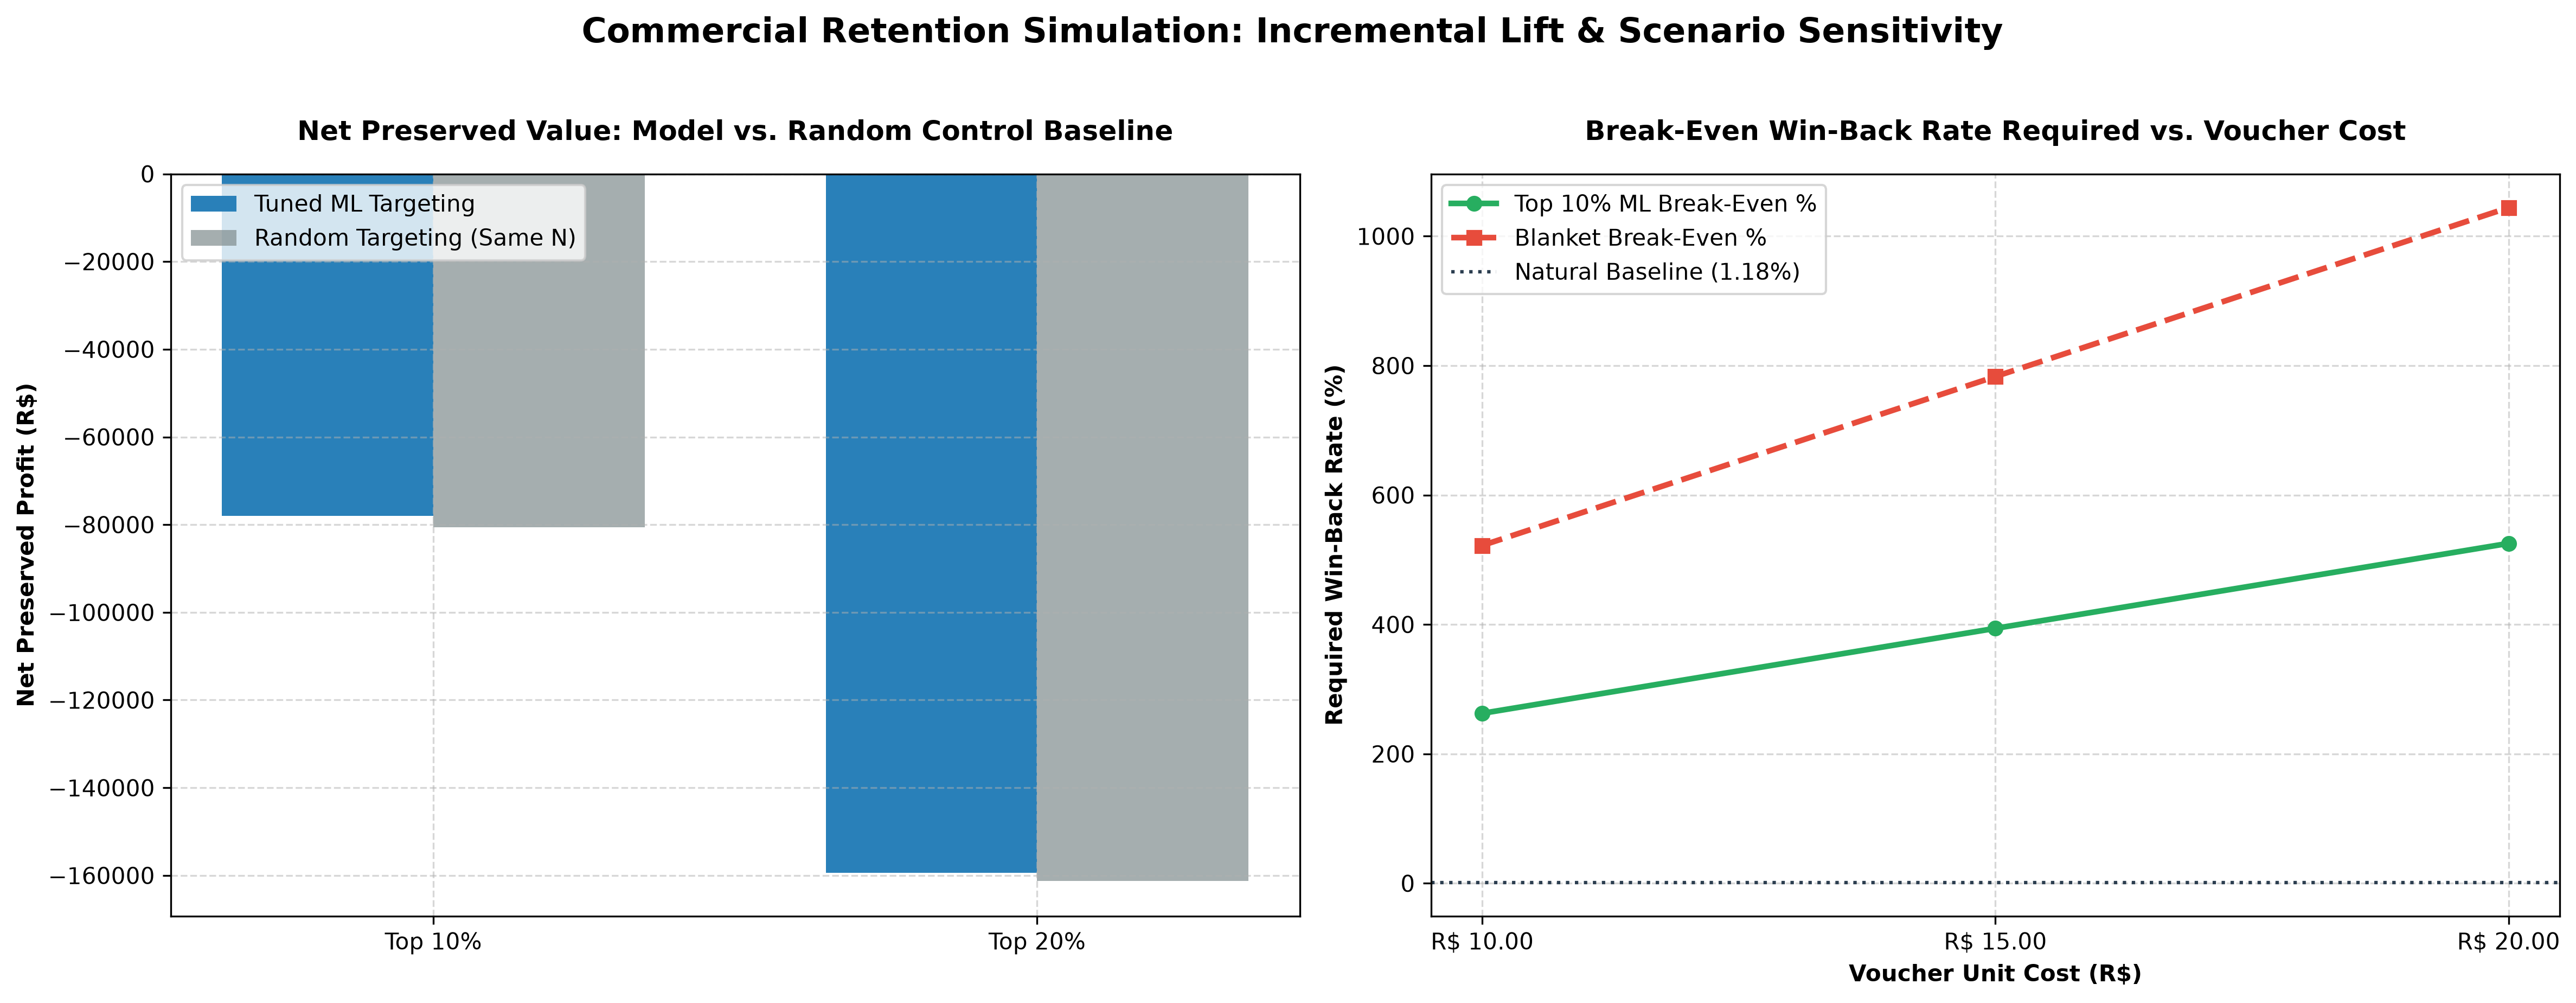 Commercial Retention Simulation: Incremental Lift & Scenario Sensitivity
Net Preserved Value: Model vs. Random Control Baseline
Net Preserved Profit (R$)
0
−20000
−40000
−60000
−80000
−100000
−120000
−140000
−160000
Tuned ML Targeting
Random Targeting (Same N)
Top 10%
Top 20%
Break-Even Win-Back Rate Required vs. Voucher Cost
Required Win-Back Rate (%)
1000
800
600
400
200
0
Top 10% ML Break-Even %
Blanket Break-Even %
Natural Baseline (1.18%)
R$ 10.00
R$ 15.00
R$ 20.00
Voucher Unit Cost (R$)